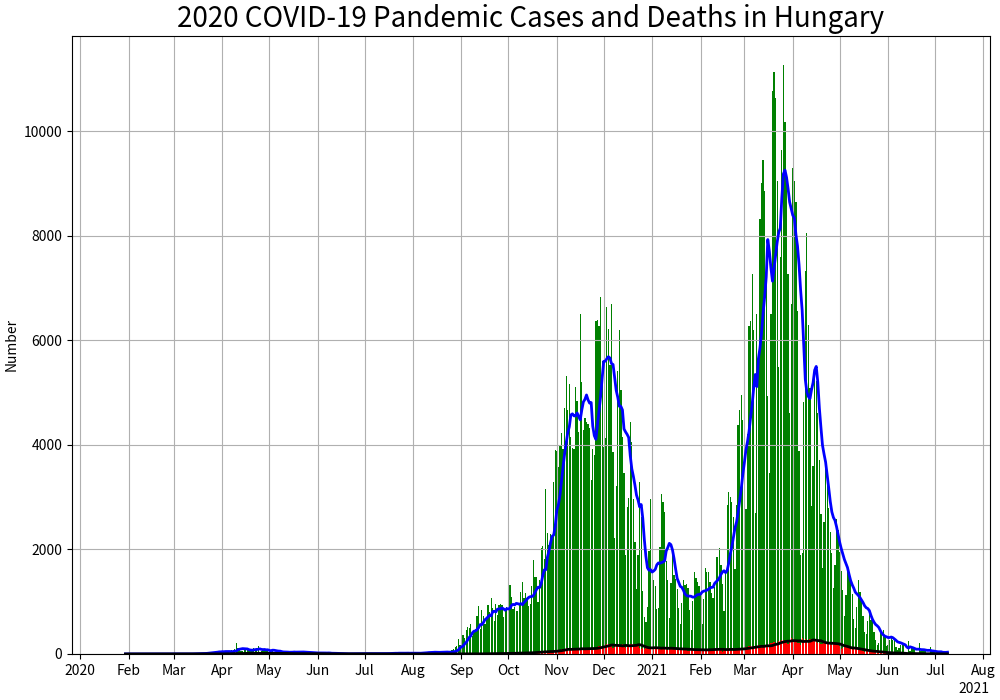 2020 COVID-19 Pandemic Cases and Deaths in Hungary
Number
10000
8000
6000
4000
2000
0
2020 Feb Mar Apr May Jun Jul Aug Sep Oct Nov Dec 2021 Feb Mar Apr May Jun Jul Aug
2021